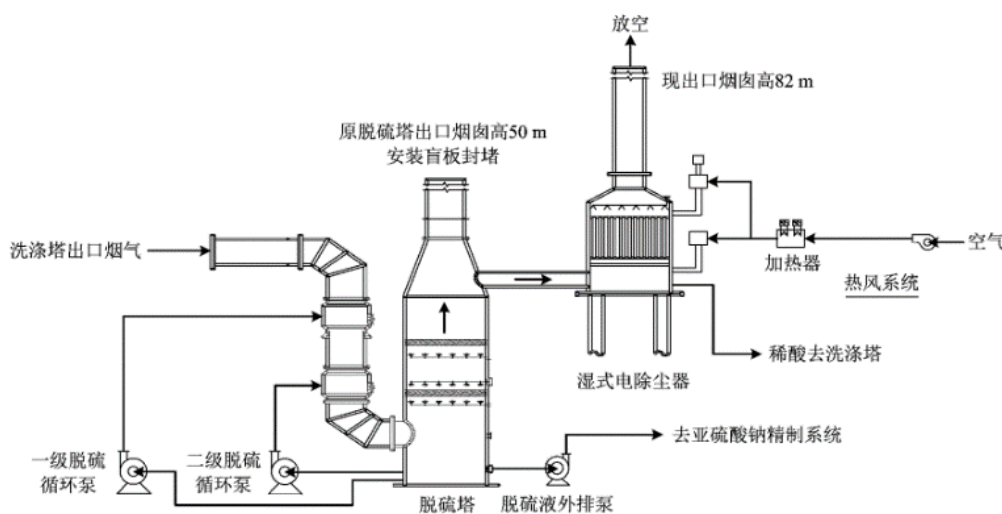 放空
现出口烟囱高82 m
原脱硫塔出口烟囱高50 m
安装盲板封堵
洗涤塔出口烟气
空气
加热器
热风系统
稀酸去洗涤塔
湿式电除尘器
去亚硫酸钠精制系统
一级脱硫
循环泵
二级脱硫
循环泵
脱硫塔
脱硫液外排泵